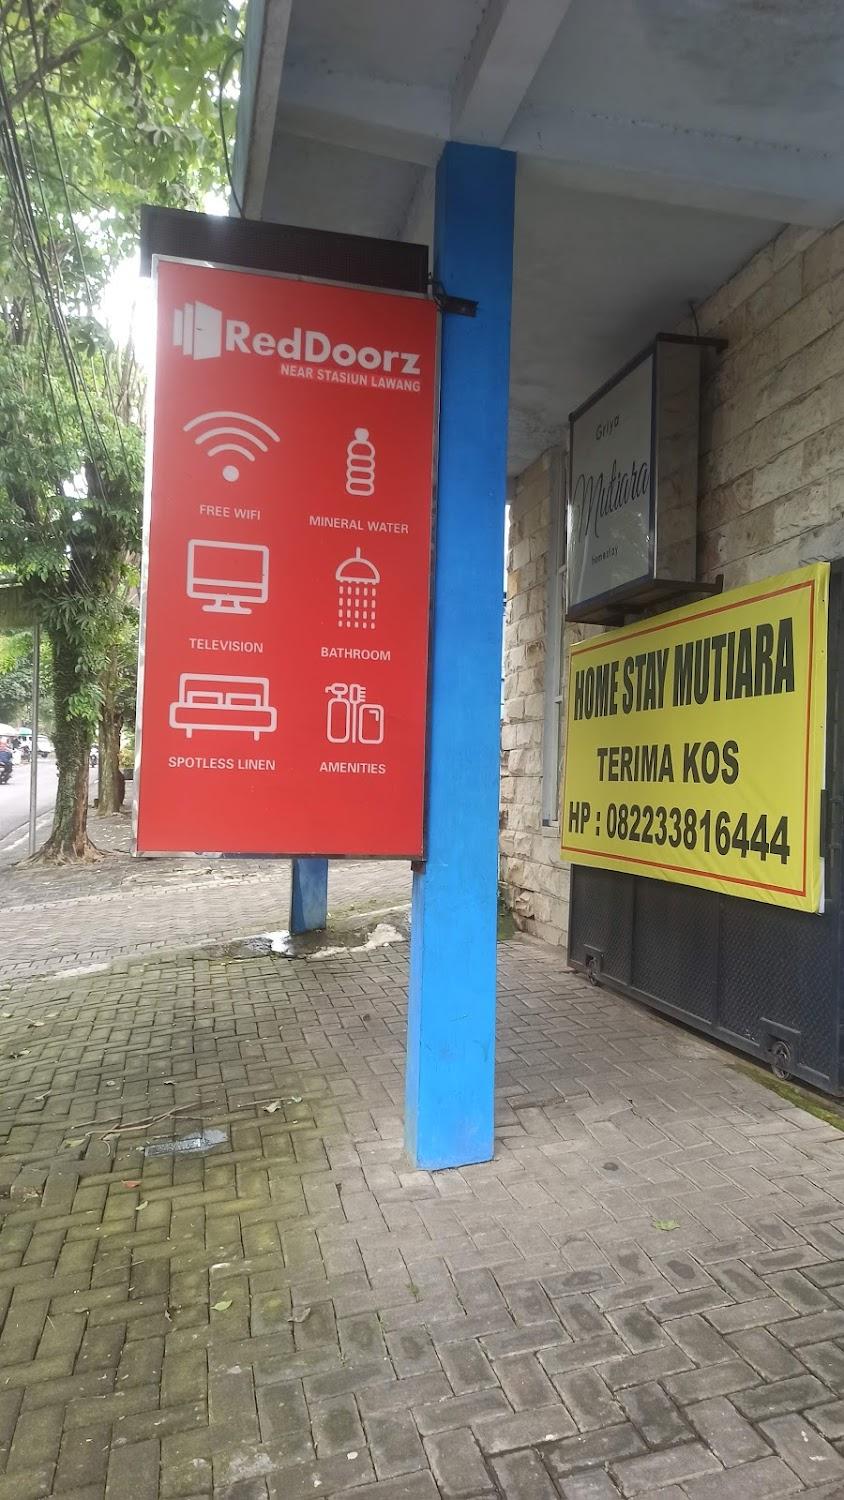 RedDoorz
NEAR STASIUN LAWANG
FREE WIFI
MINERAL WATER
TELEVISION
BATHROOM
SPOTLESS LINEN
AMENITIES
Griya
Mutiara
homestay
HOME STAY MUTIARA
TERIMA KOS
HP : 082233816444